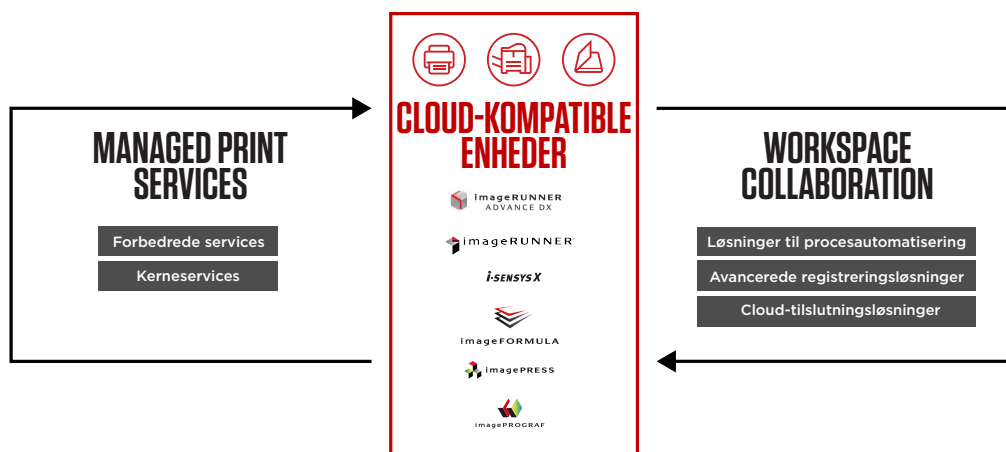 MANAGED PRINT
SERVICES
Forbedrede services
Kerneservices
CLOUD-KOMPATIBLE
ENHEDER
imageRUNNER
ADVANCE DX
imageRUNNER
i-SENSYS X
imageFORMULA
imagePRESS
imagePROGRAF
WORKSPACE
COLLABORATION
Løsninger til procesautomatisering
Avancerede registreringsløsninger
Cloud-tilslutningsløsninger